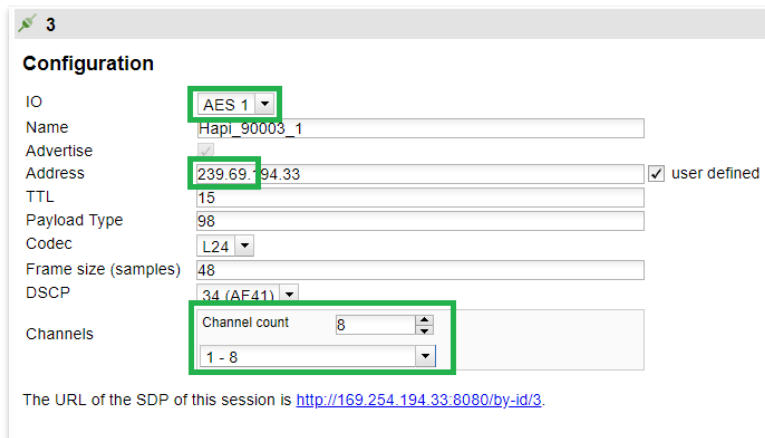 3
Configuration
IO AES 1
Name Hapi_90003_1
Advertise
Address 239.69.194.33 user defined
TTL 15
Payload Type 98
Codec L24
Frame size (samples) 48
DSCP 34 (AF41)
Channels
Channel count 8
1 - 8
The URL of the SDP of this session is http://169.254.194.33:8080/by-id/3.